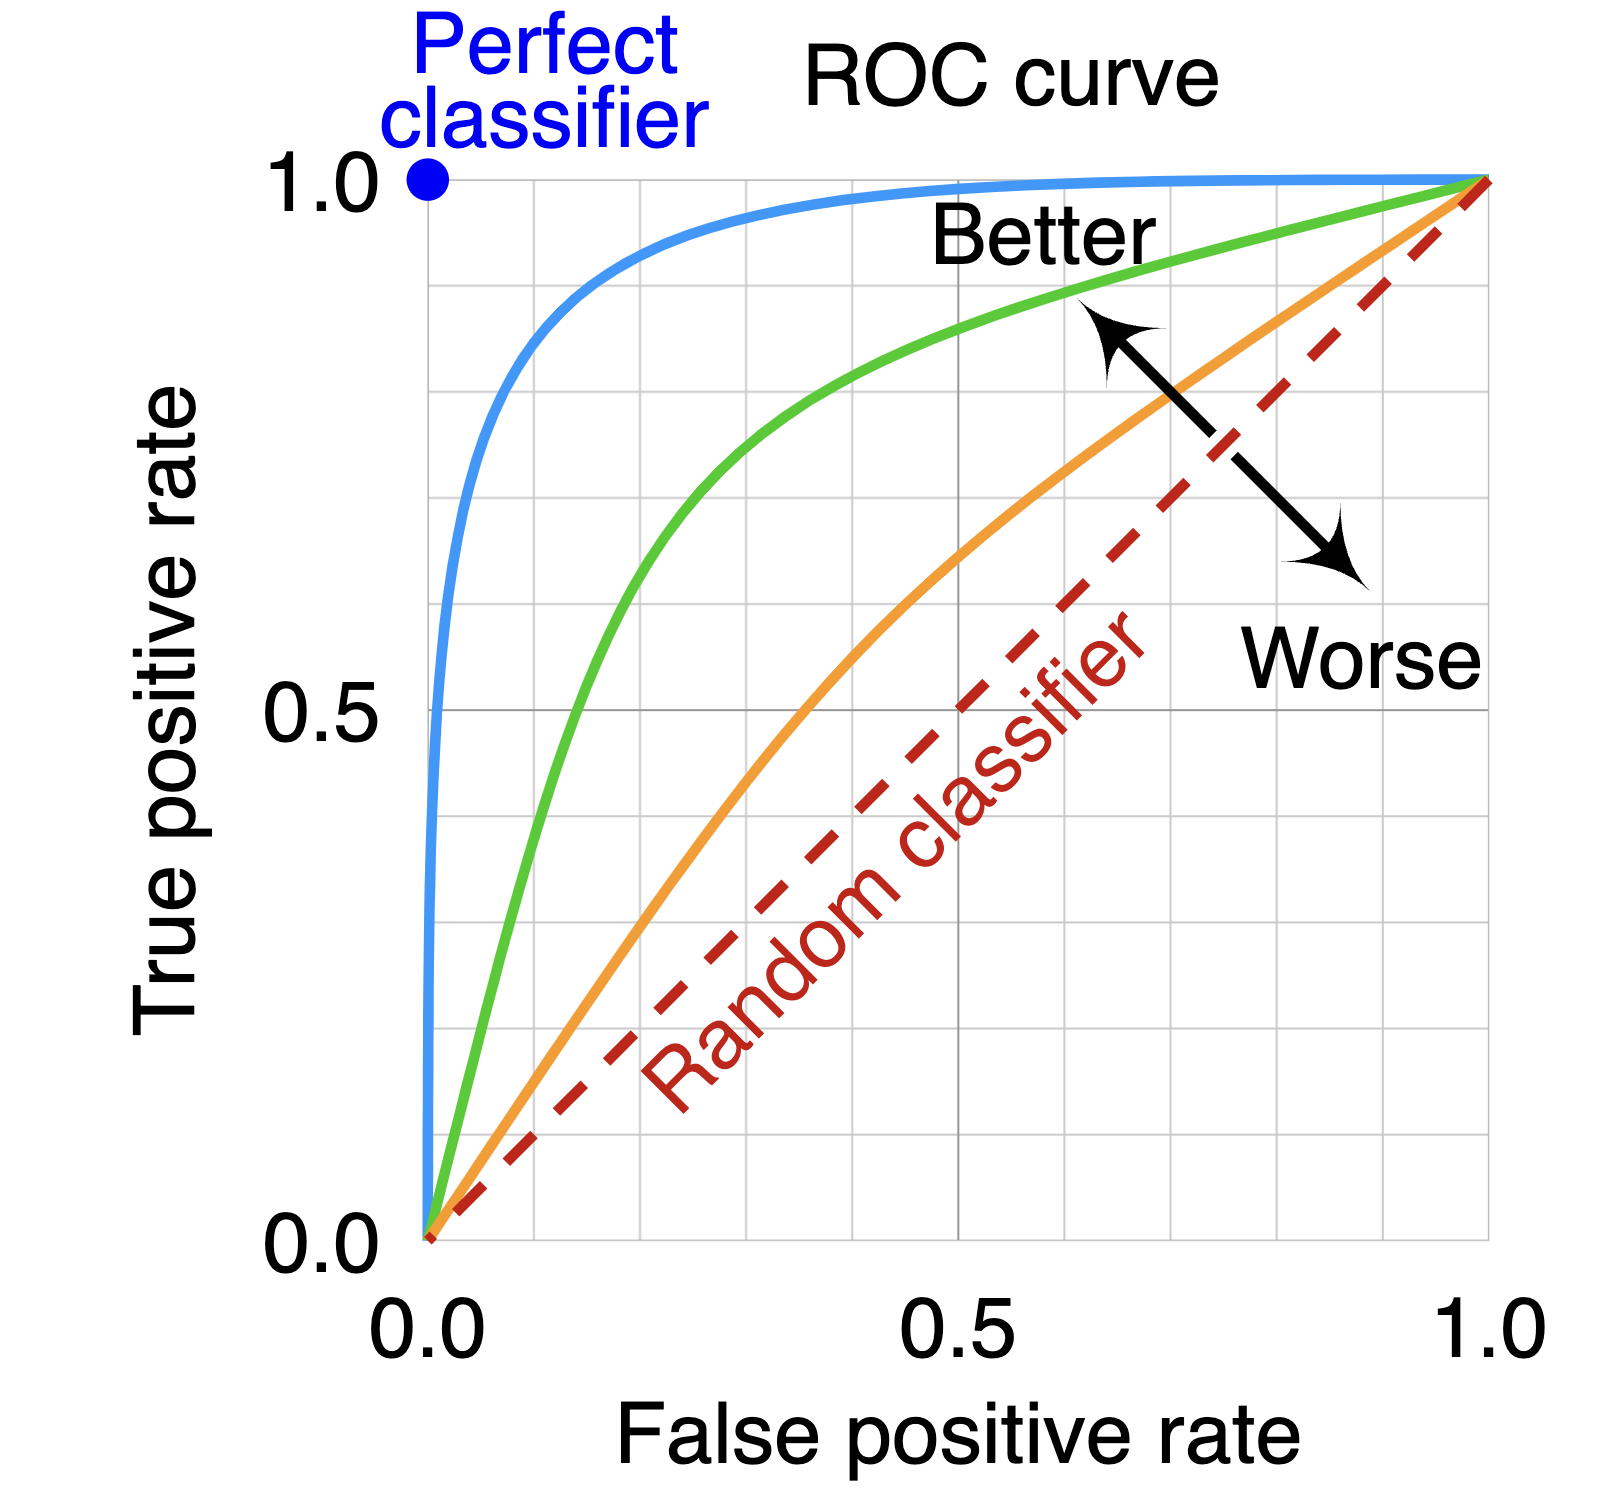 Perfect
classifier
ROC curve
1.0
Better
True positive rate
0.5
Worse
Random classifier
0.0
0.0
0.5
1.0
False positive rate